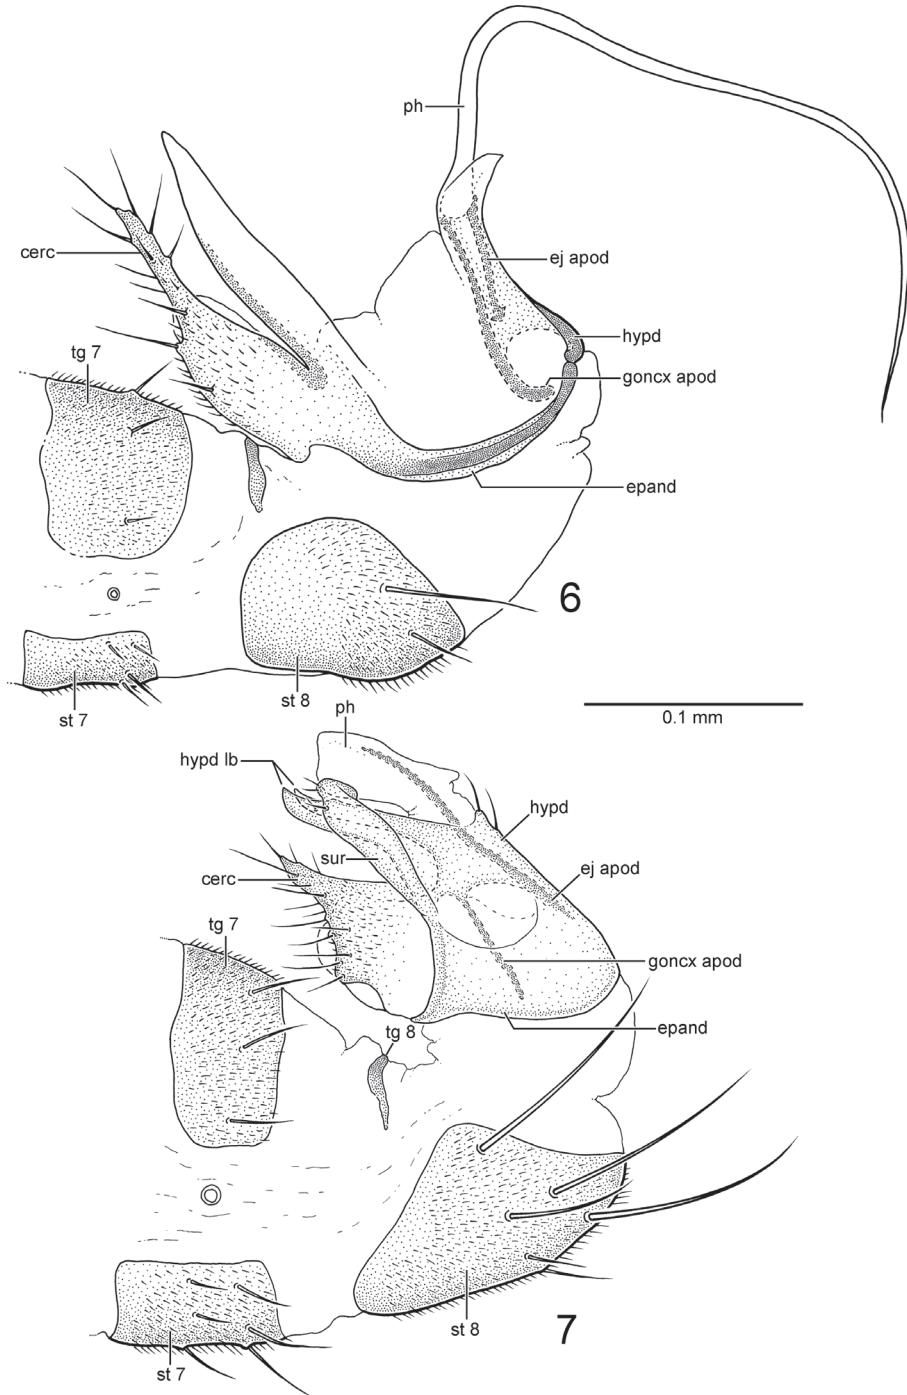 ph
cerc
ej apod
hypd
tg 7
goncx apod
epand
6
st 8
st 7
0.1 mm
ph
hypd lb
hypd
sur
ej apod
cerc
tg 7
goncx apod
epand
tg 8
st 8
7
st 7